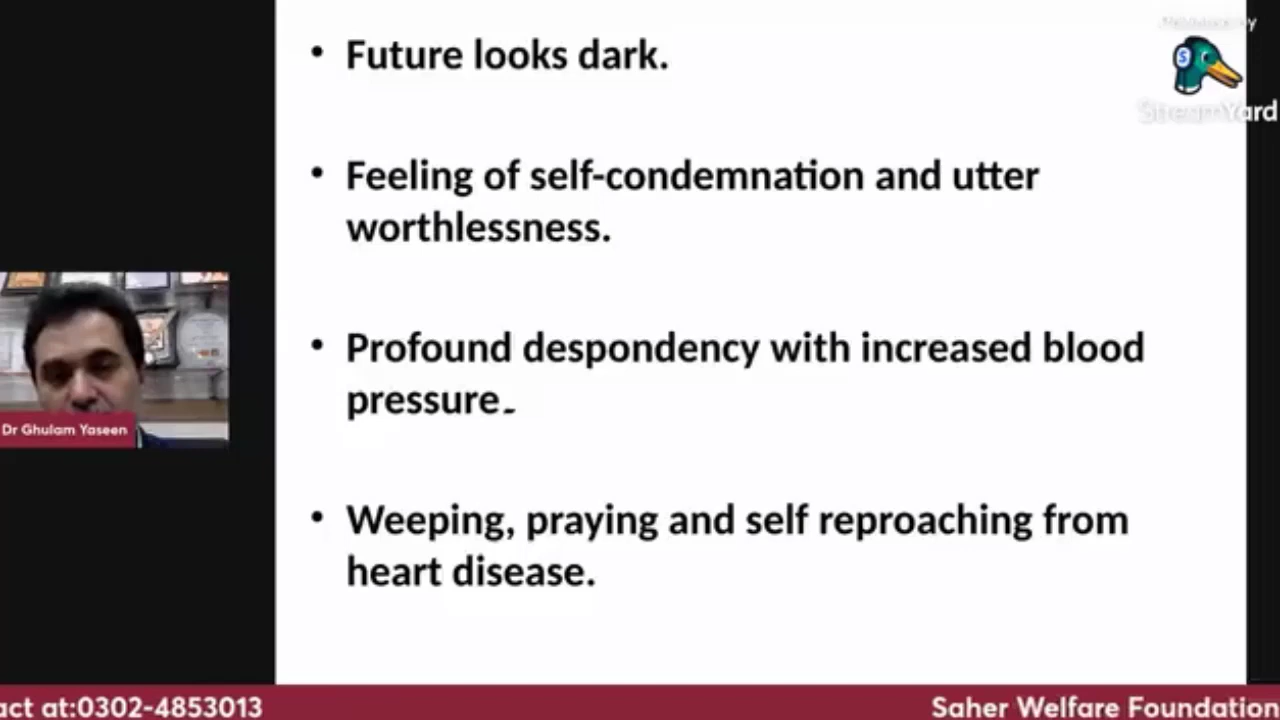 • Future looks dark.
• Feeling of self-condemnation and utter
worthlessness.
• Profound despondency with increased blood
pressure.
• Weeping, praying and self reproaching from
heart disease.
StreamYard
Dr Ghulam Yaseen
act at:0302-4853013
Saher Welfare Foundation